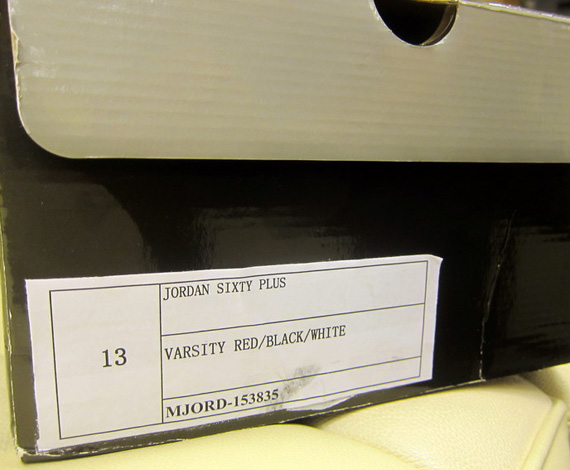 JORDAN SIXTY PLUS
13
VARSITY RED/BLACK/WHITE
MJORD-153835